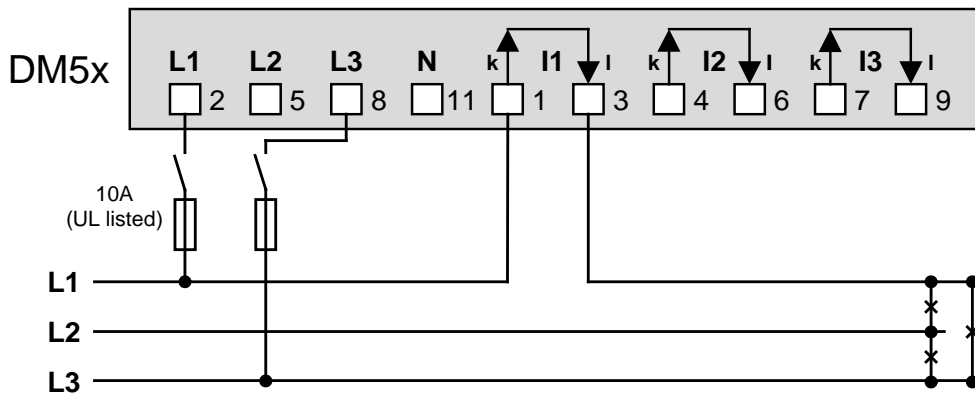 DM5x
L1 L2 L3 N k I1 l k I2 l k I3 l
2 5 8 11 1 3 4 6 7 9
10A
(UL listed)
L1
L2
L3